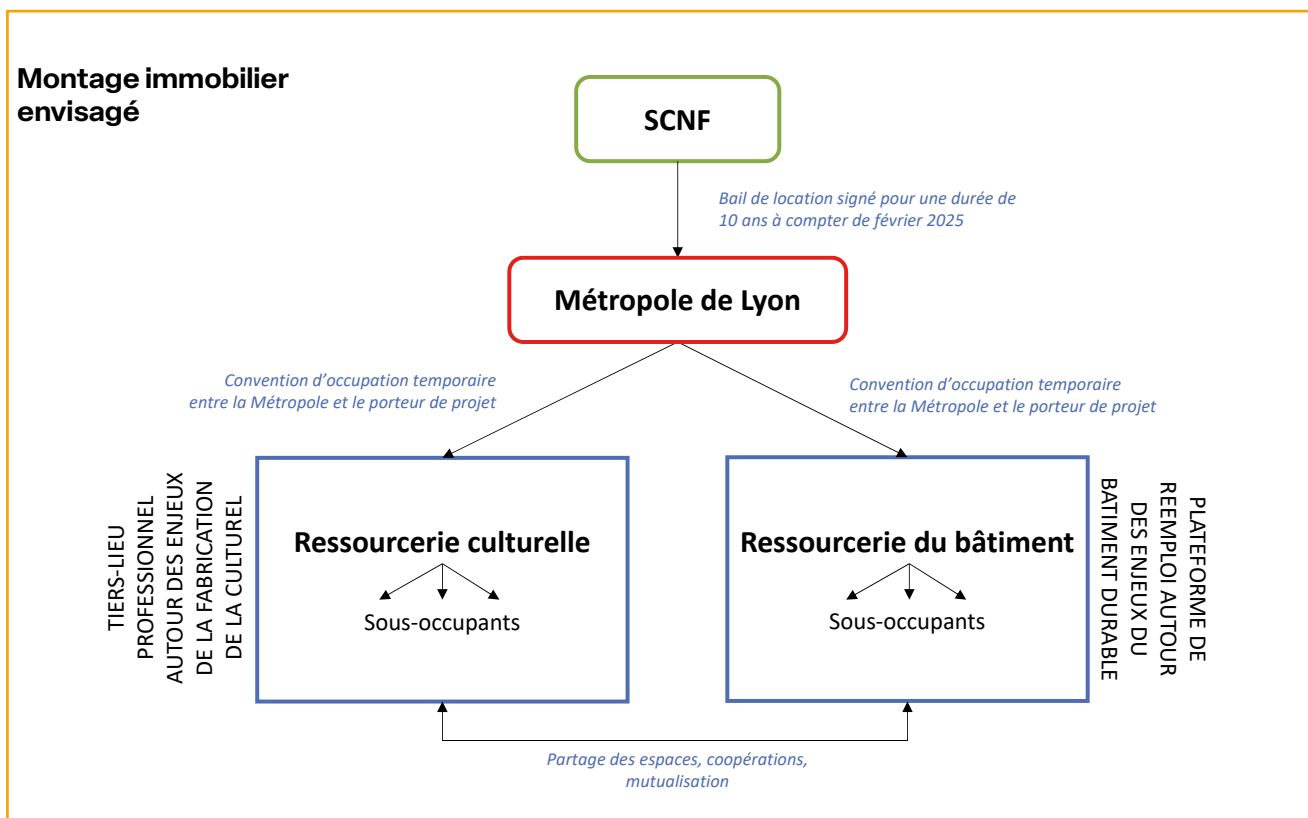 Montage immobilier
envisagé
SCNF
Bail de location signé pour une durée de
10 ans à compter de février 2025
Métropole de Lyon
Convention d’occupation temporaire
entre la Métropole et le porteur de projet
Convention d’occupation temporaire
entre la Métropole et le porteur de projet
TIERS-LIEU
PROFESSIONNEL
AUTOUR DES ENJEUX
DE LA FABRICATION
DE LA CULTUREL
Ressourcerie culturelle
Sous-occupants
Ressourcerie du bâtiment
Sous-occupants
PLATEFORME DE
REEMPLOI AUTOUR
DES ENJEUX DU
BATIMENT DURABLE
Partage des espaces, coopérations,
mutualisation